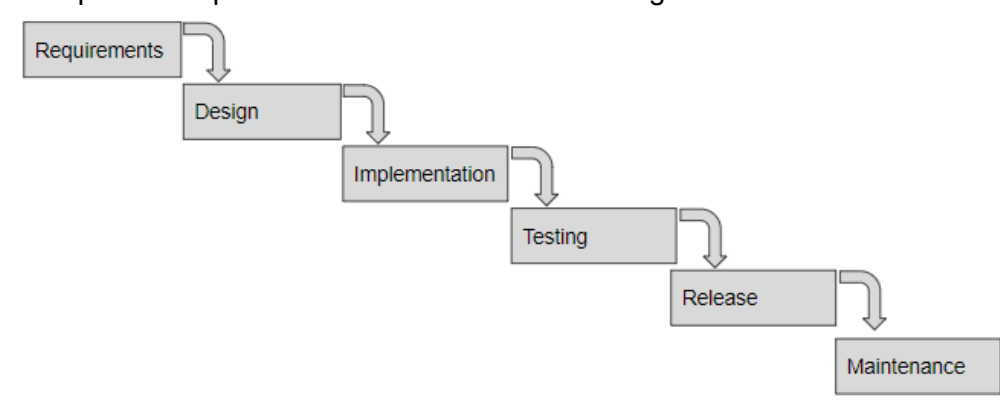 Requirements
Design
Implementation
Testing
Release
Maintenance